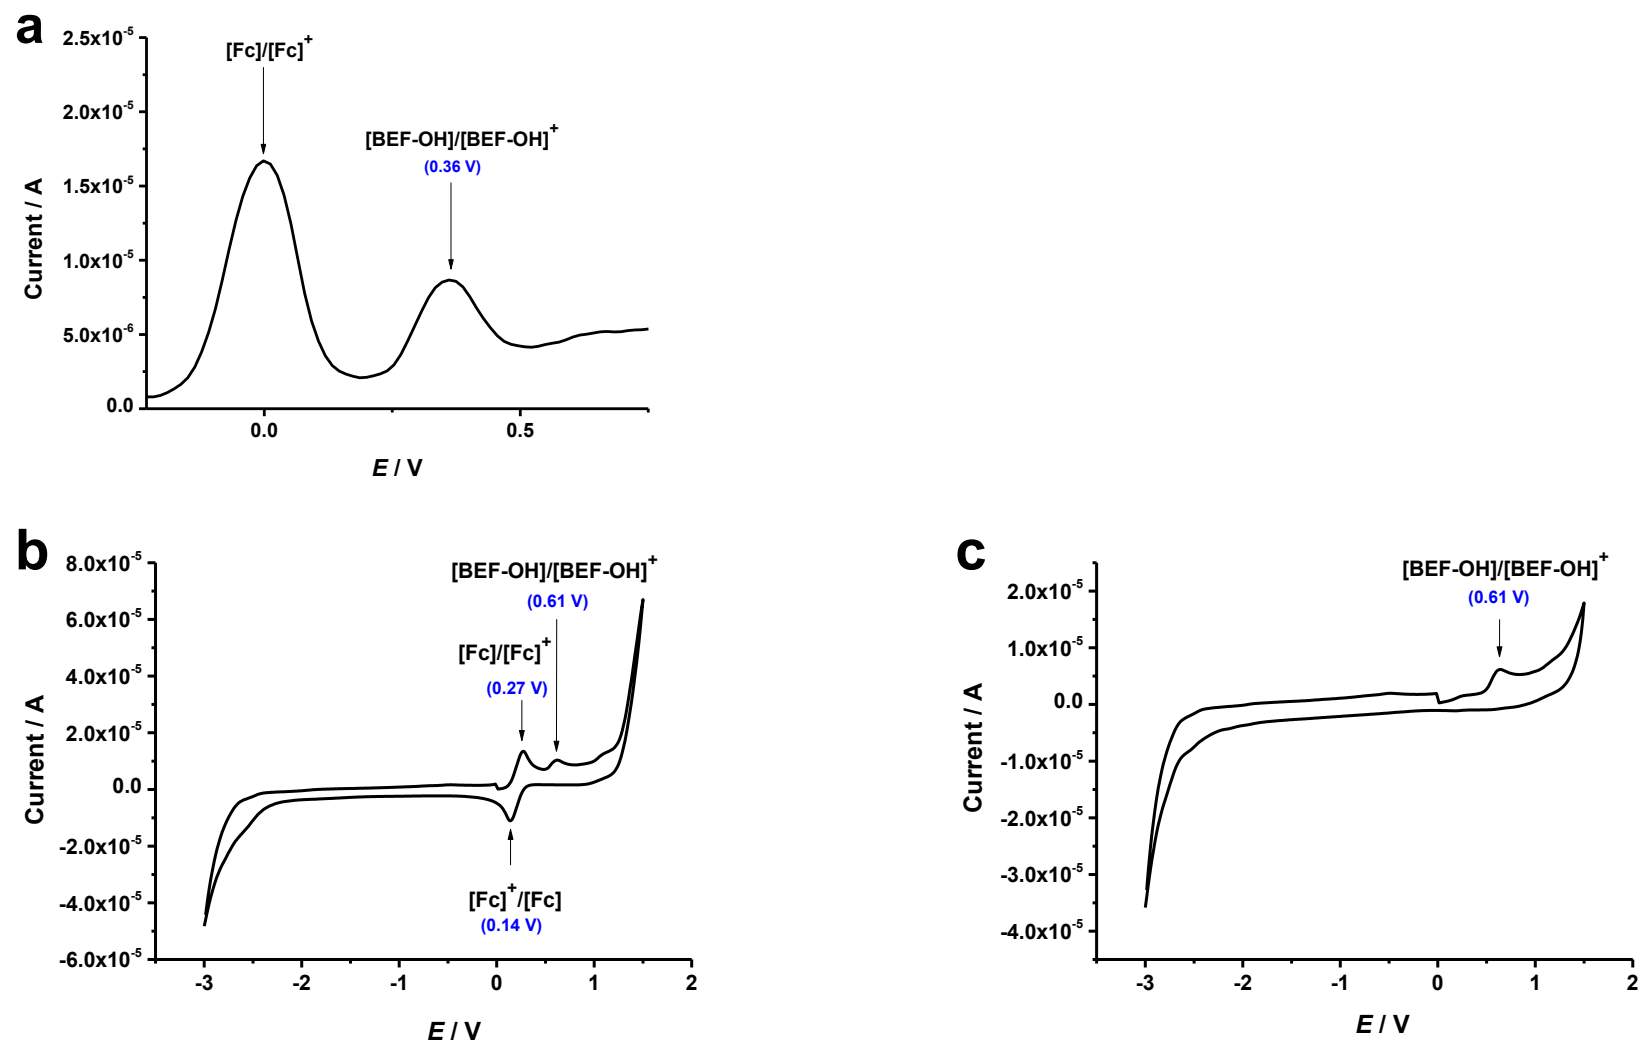 a
2.5x10⁻⁵
2.0x10⁻⁵
1.5x10⁻⁵
1.0x10⁻⁵
5.0x10⁻⁶
0.0
Current / A
[Fc]/[Fc]⁺
[BEF-OH]/[BEF-OH]⁺
(0.36 V)
0.0 0.5
E / V
b
8.0x10⁻⁵
6.0x10⁻⁵
4.0x10⁻⁵
2.0x10⁻⁵
0.0
-2.0x10⁻⁵
-4.0x10⁻⁵
-6.0x10⁻⁵
Current / A
[BEF-OH]/[BEF-OH]⁺
(0.61 V)
[Fc]/[Fc]⁺
(0.27 V)
[Fc]⁺/[Fc]
(0.14 V)
-3 -2 -1 0 1 2
E / V
c
2.0x10⁻⁵
1.0x10⁻⁵
0.0
-1.0x10⁻⁵
-2.0x10⁻⁵
-3.0x10⁻⁵
-4.0x10⁻⁵
Current / A
[BEF-OH]/[BEF-OH]⁺
(0.61 V)
-3 -2 -1 0 1 2
E / V